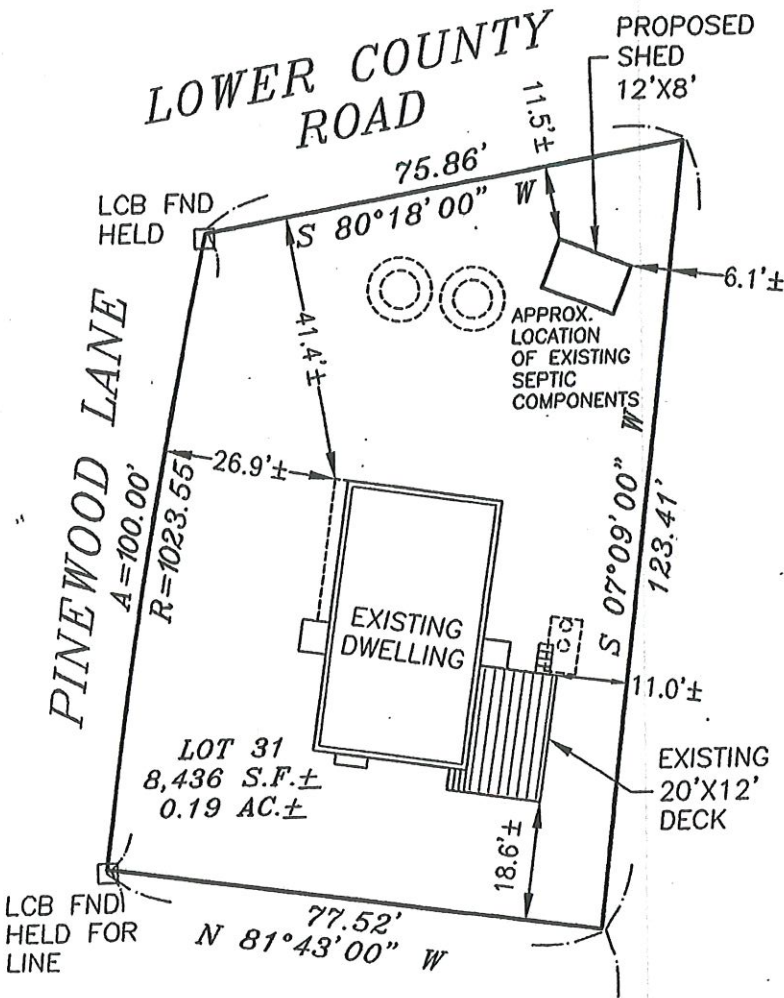 LOWER COUNTY
ROAD
PROPOSED
SHED
12'X8'
11.5'±
75.86'
S 80°18'00" W
LCB FND
HELD
6.1'±
41.4'±
APPROX.
LOCATION
OF EXISTING
SEPTIC
COMPONENTS
PINEWOOD LANE
A=100.00'
R=1023.55
26.9'±
S 07°09'00" W
123.41'
EXISTING
DWELLING
11.0'±
LOT 31
8,436 S.F.±
0.19 AC.±
EXISTING
20'X12'
DECK
18.6'±
LCB FND
HELD FOR
LINE
77.52'
N 81°43'00" W